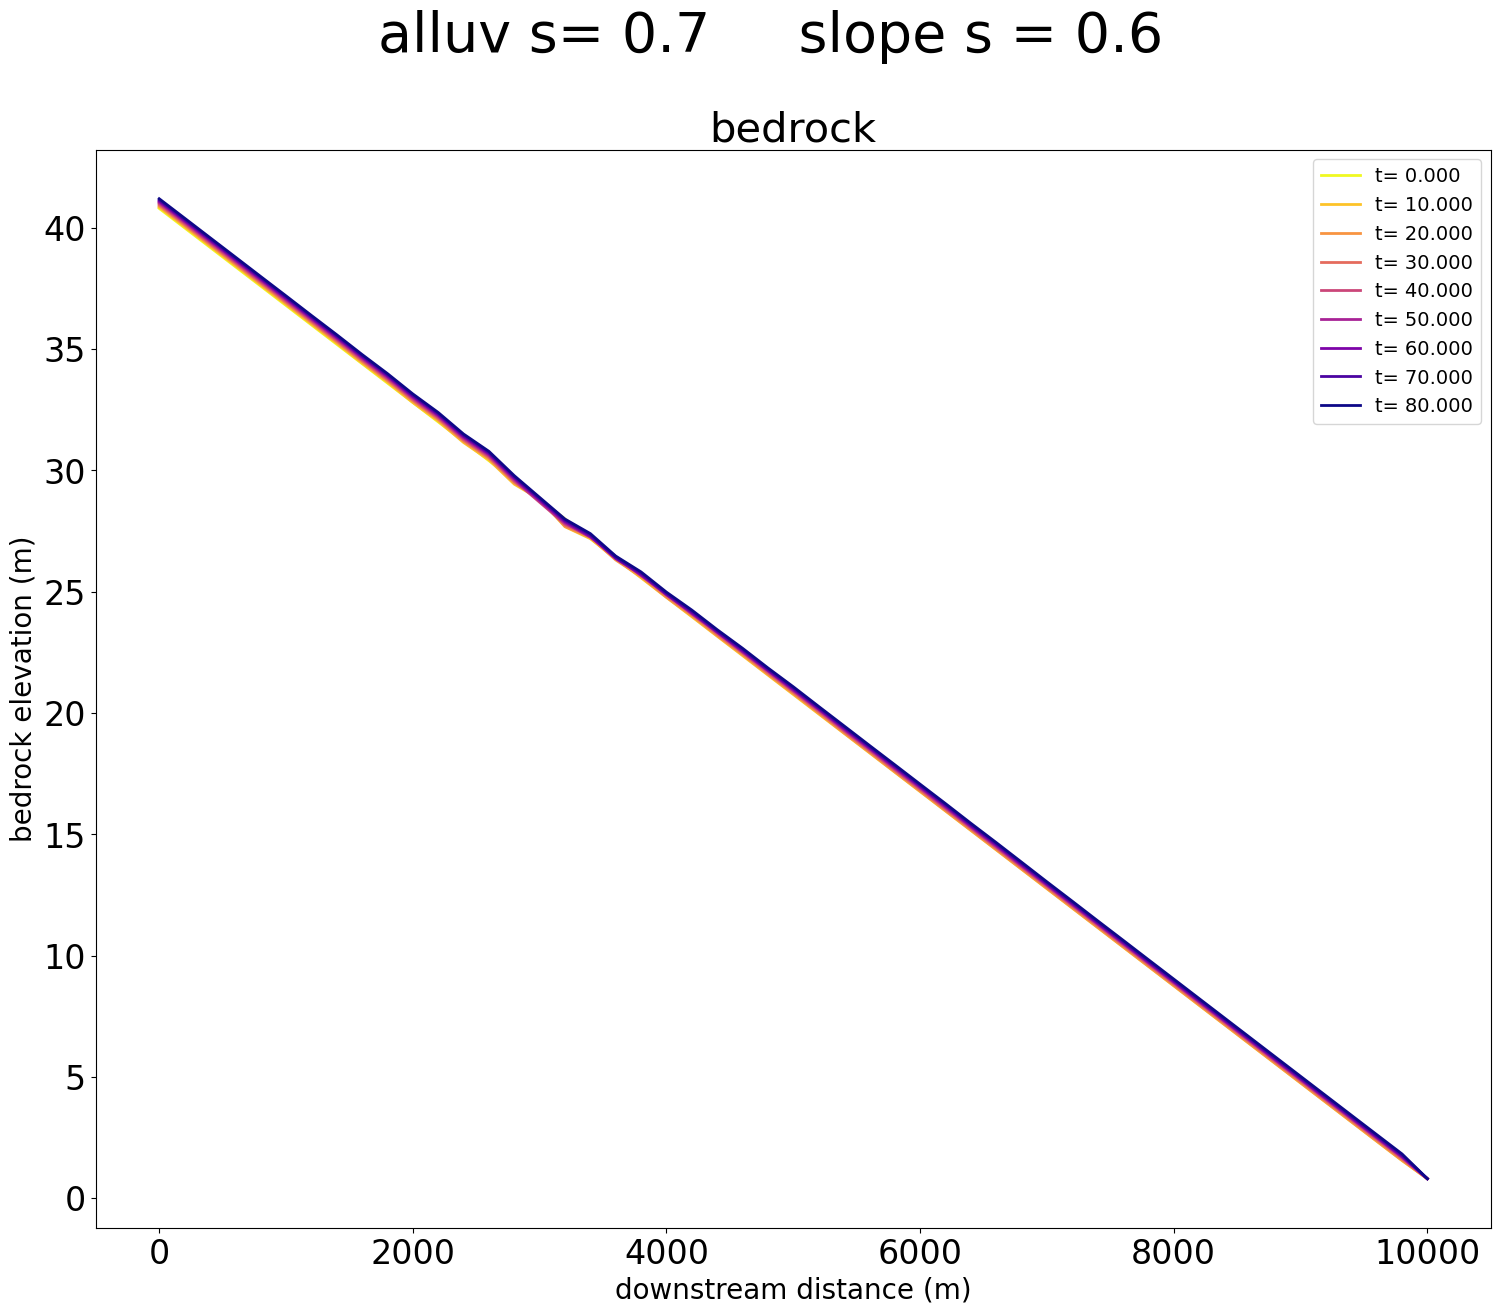 alluv s= 0.7     slope s = 0.6
bedrock
t= 0.000
t= 10.000
t= 20.000
t= 30.000
t= 40.000
t= 50.000
t= 60.000
t= 70.000
t= 80.000
bedrock elevation (m)
40
35
30
25
20
15
10
5
0
0 2000 4000 6000 8000 10000
downstream distance (m)